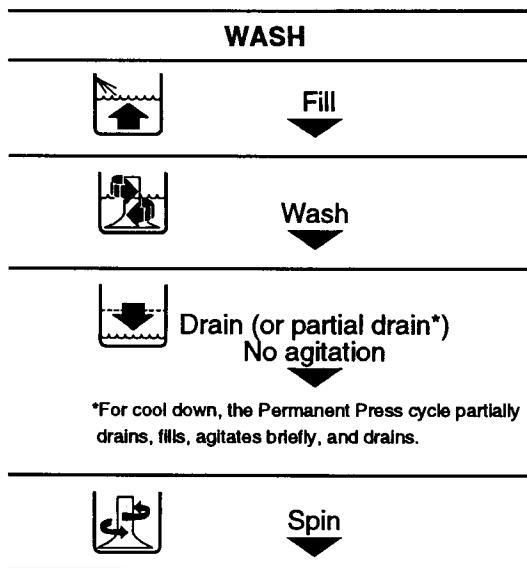 WASH
Fill
Wash
Drain (or partial drain*)
No agitation
*For cool down, the Permanent Press cycle partially
drains, fills, agitates briefly, and drains.
Spin